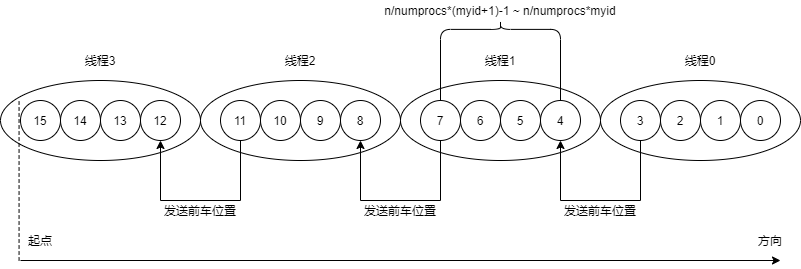 n/numprocs*(myid+1)-1 ~ n/numprocs*myid
线程3 线程2 线程1 线程0
15 14 13 12 11 10 9 8 7 6 5 4 3 2 1 0
发送前车位置 发送前车位置 发送前车位置
起点 方向